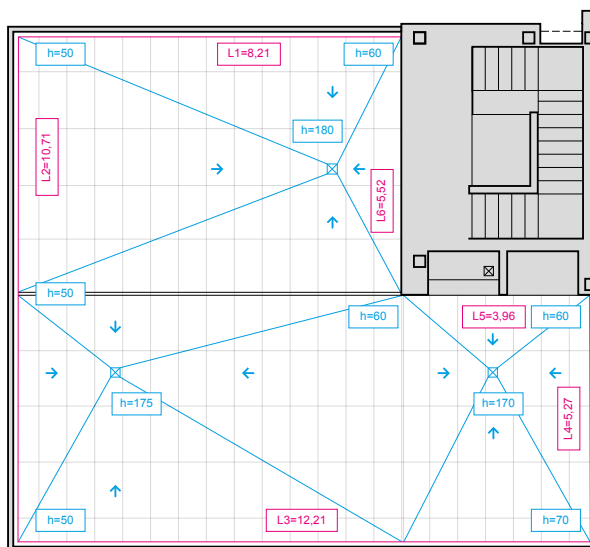 h=50
L1=8,21
h=60
h=180
L2=10,71
L6=5,52
h=50
h=60
L5=3,96
h=60
h=175
h=170
L4=5,27
h=50
L3=12,21
h=70